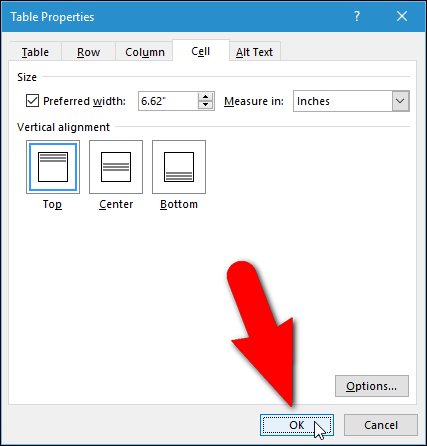 Table Properties ? ×
Table Row Column Cell Alt Text
Size
Preferred width: 6.62" Measure in: Inches
Vertical alignment
Top Center Bottom
Options...
OK Cancel